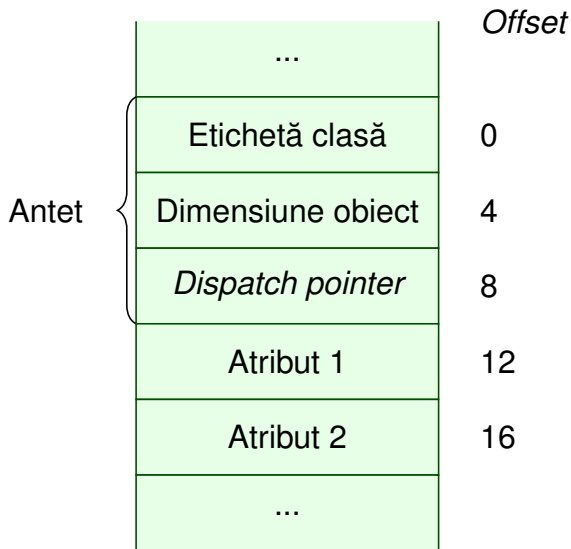 Offset
...
Etichetă clasă 0
Antet Dimensiune obiect 4
Dispatch pointer 8
Atribut 1 12
Atribut 2 16
...